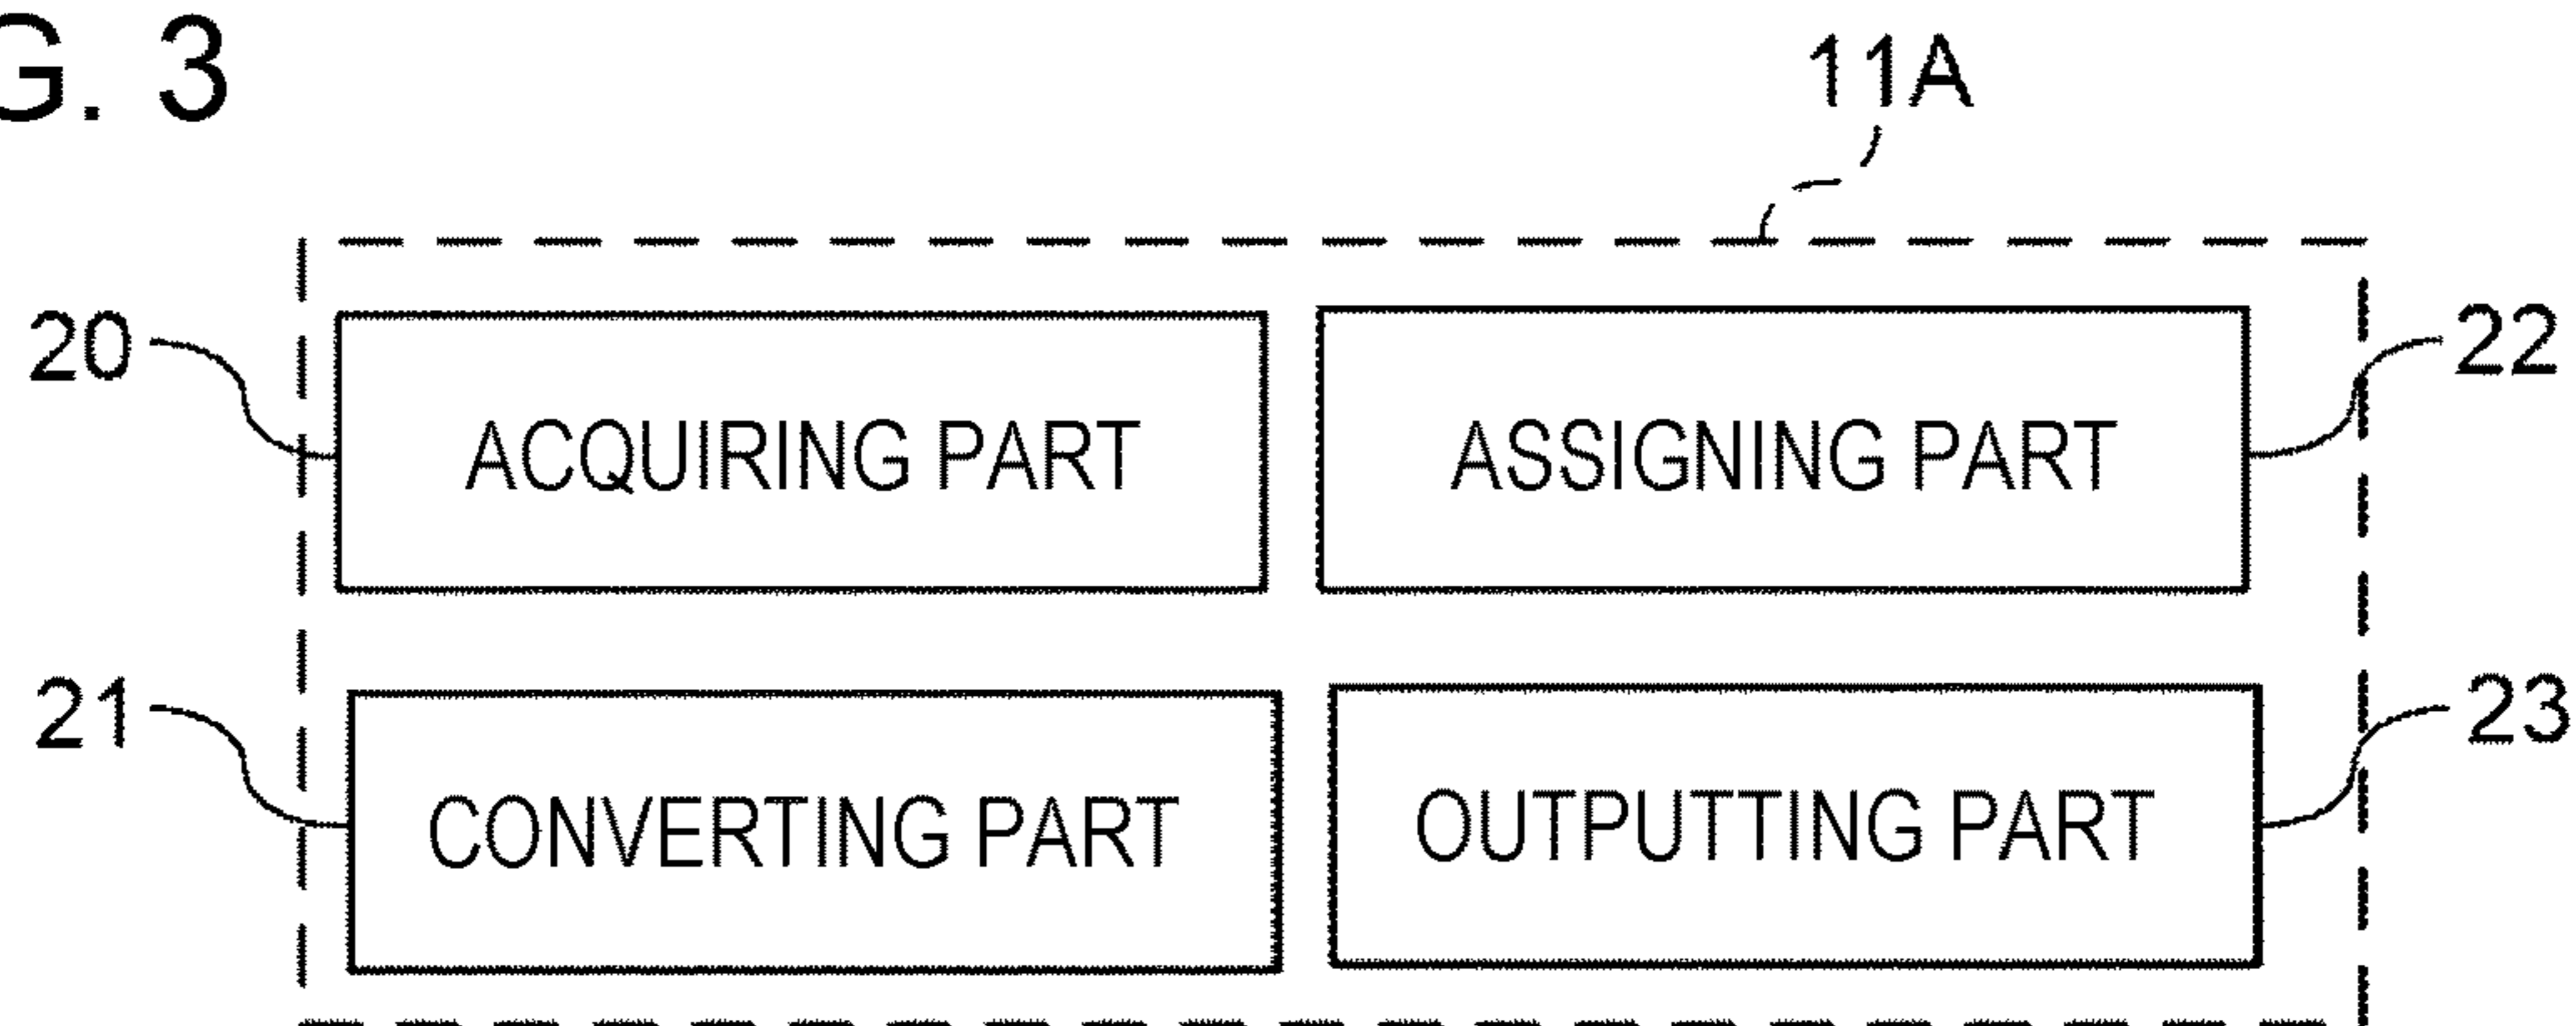 G. 3
11A
20
ACQUIRING PART
ASSIGNING PART
22
21
CONVERTING PART
OUTPUTTING PART
23